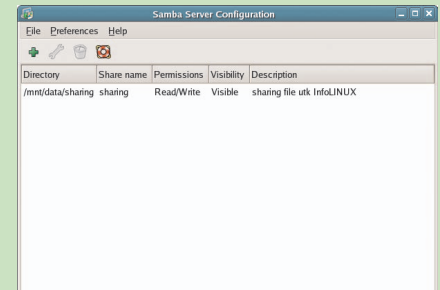 Samba Server Configuration
File Preferences Help
Directory Share name Permissions Visibility Description
/mnt/data/sharing sharing Read/Write Visible sharing file utk InfoLINUX